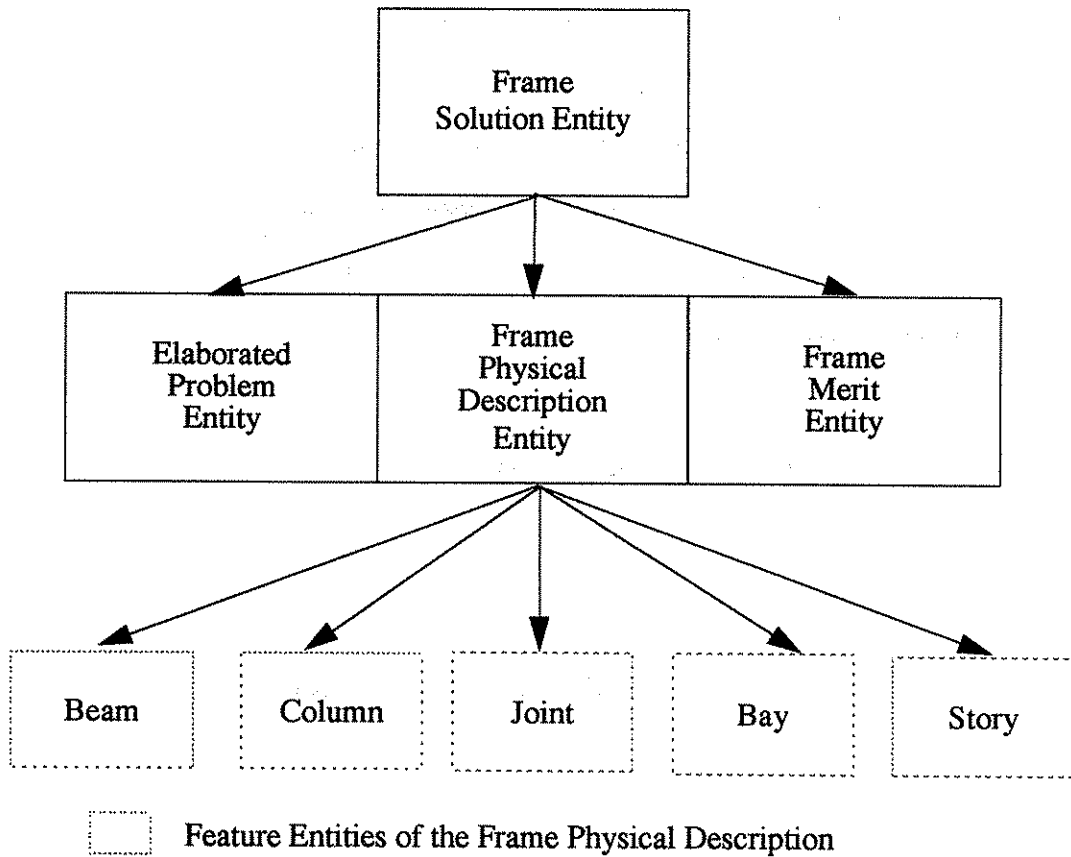 Frame
Solution Entity
Elaborated
Problem
Entity
Frame
Physical
Description
Entity
Frame
Merit
Entity
Beam
Column
Joint
Bay
Story
Feature Entities of the Frame Physical Description